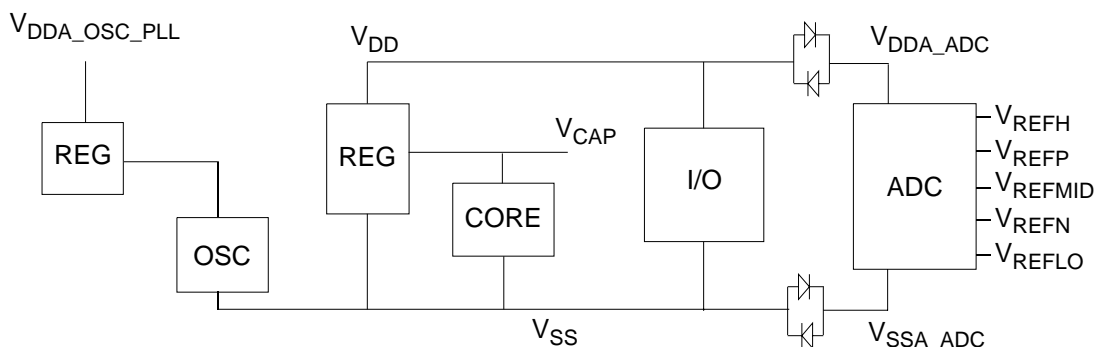 VDDA_OSC_PLL
VDD
VDDA_ADC
REG
REG
VCAP
CORE
I/O
ADC
VREFH
VREFP
VREFMID
VREFN
VREFLO
OSC
VSS
VSSA_ADC